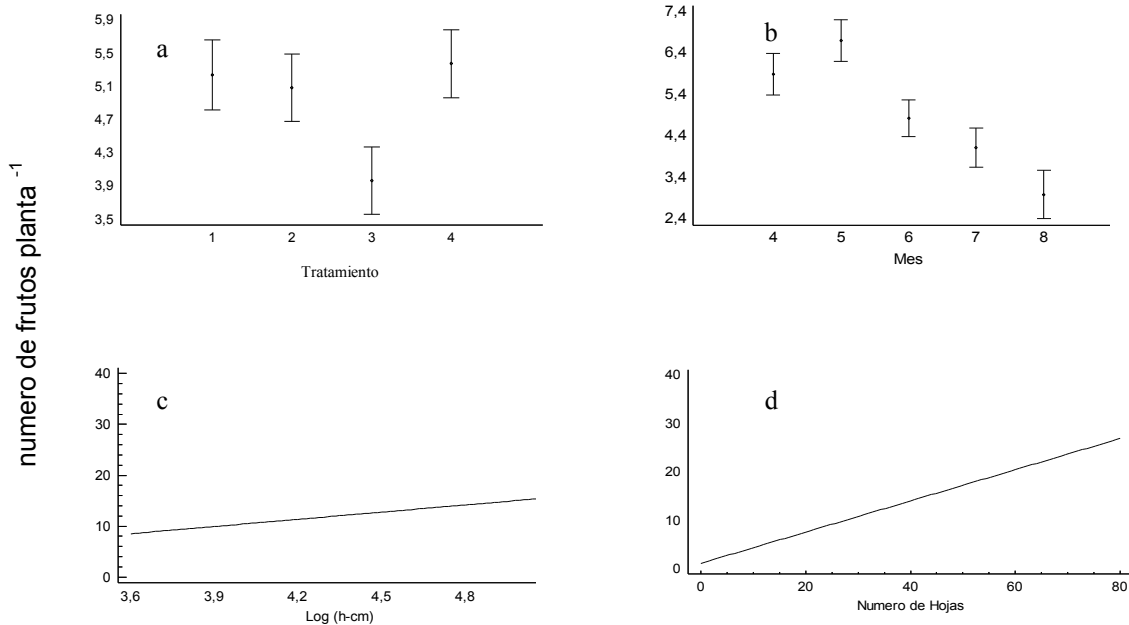 numero de frutos planta -1
a
5,9
5,5
5,1
4,7
4,3
3,9
3,5
1 2 3 4
Tratamiento
b
7,4
6,4
5,4
4,4
3,4
2,4
4 5 6 7 8
Mes
c
40
30
20
10
0
3,6 3,9 4,2 4,5 4,8
Log (h-cm)
d
40
30
20
10
0
0 20 40 60 80
Numero de Hojas